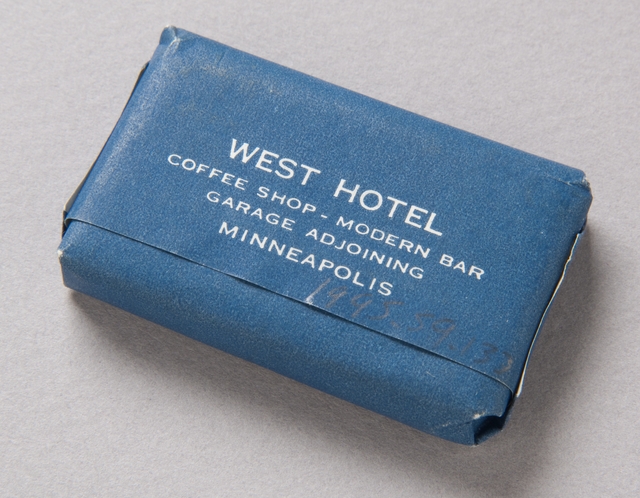 WEST HOTEL
COFFEE SHOP - MODERN BAR
GARAGE ADJOINING
MINNEAPOLIS